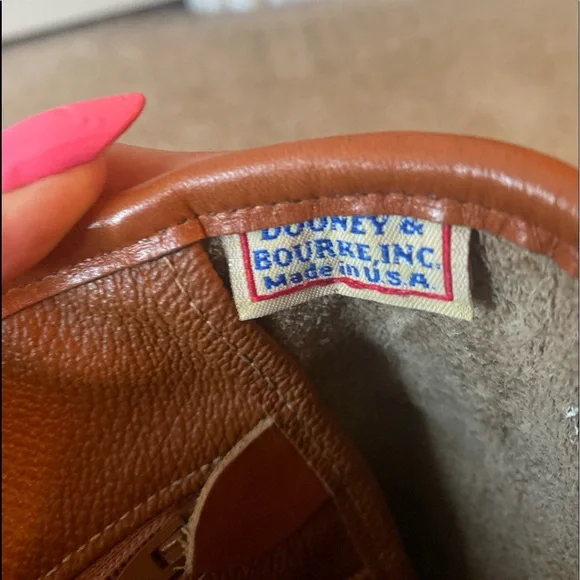 DOONEY &
BOURKE, INC.
Made in U.S.A